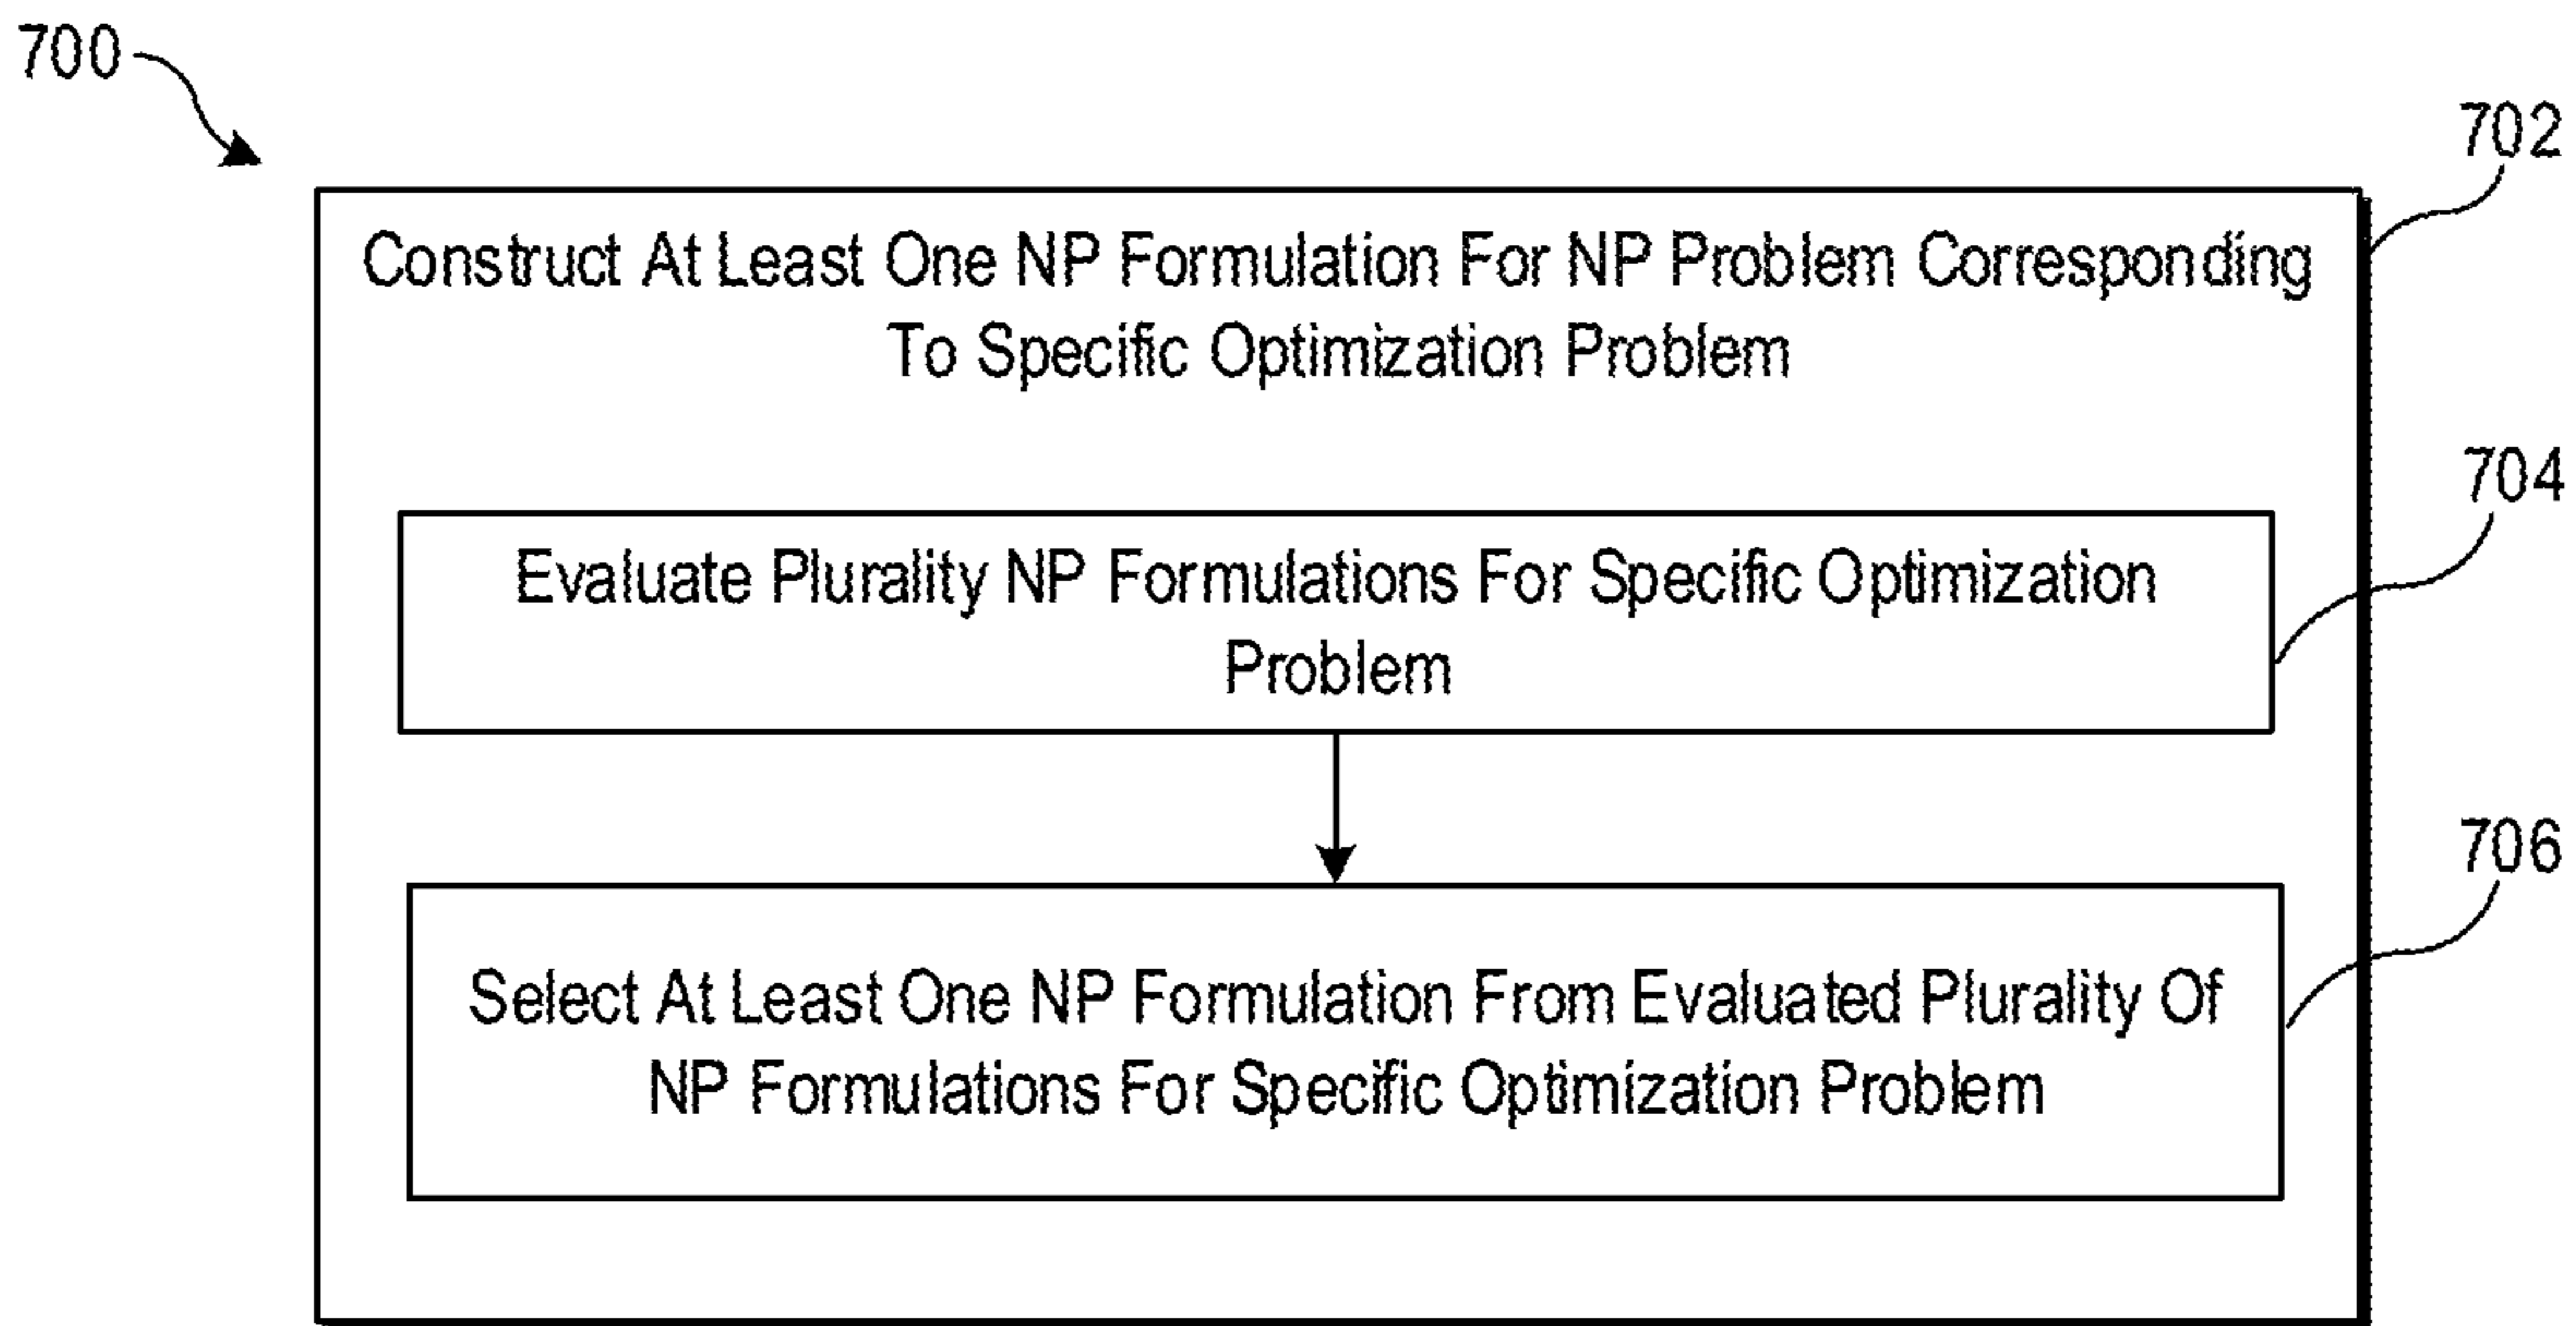 700
702
Construct At Least One NP Formulation For NP Problem Corresponding
To Specific Optimization Problem
704
Evaluate Plurality NP Formulations For Specific Optimization
Problem
706
Select At Least One NP Formulation From Evaluated Plurality Of
NP Formulations For Specific Optimization Problem